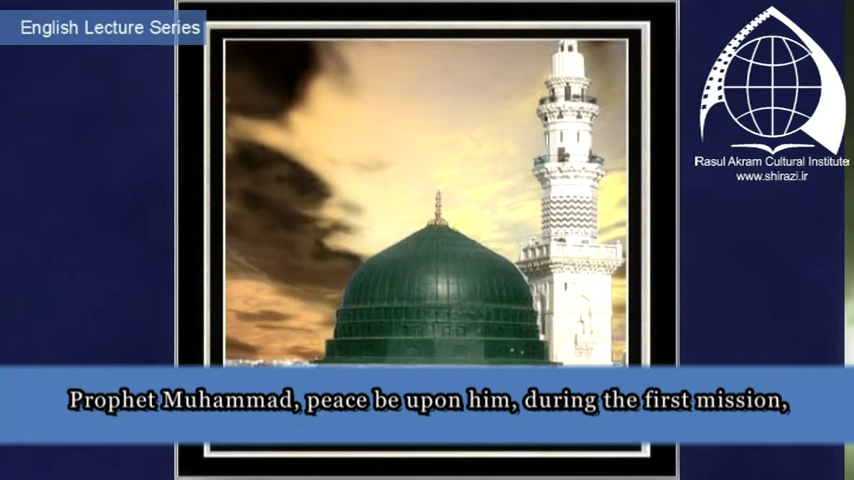 English Lecture Series
Rasul Akram Cultural Institute
www.shirazi.ir
Prophet Muhammad, peace be upon him, during the first mission,